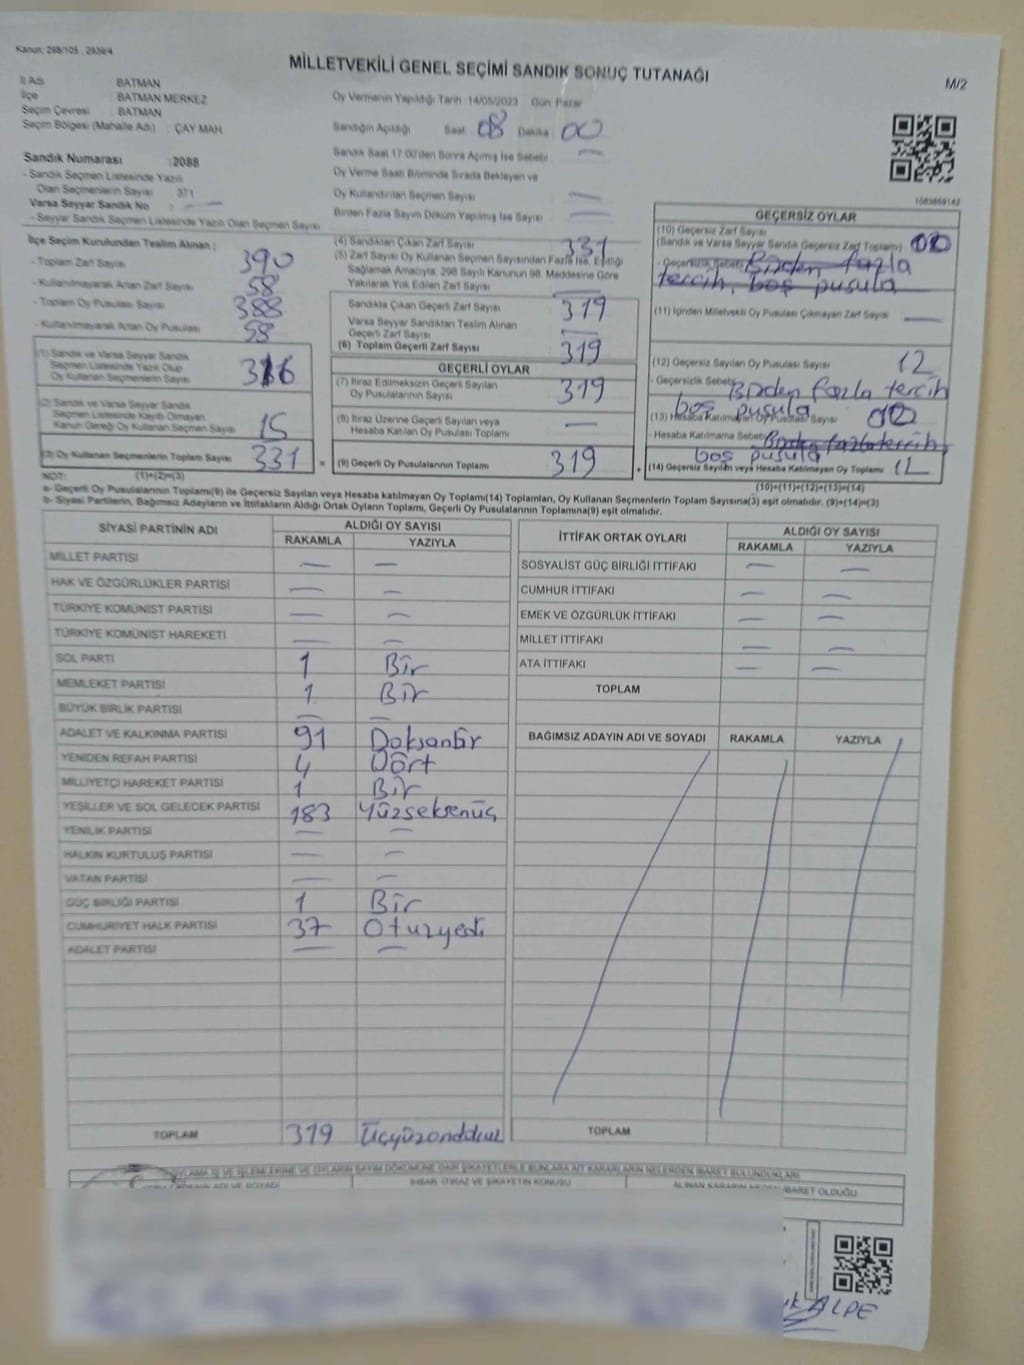 Kanun: 298/105 , 2839/4
MİLLETVEKİLİ GENEL SEÇİMİ SANDIK SONUÇ TUTANAĞI
M/2
İl Adı : BATMAN
İlçe : BATMAN MERKEZ
Seçim Çevresi : BATMAN
Seçim Bölgesi (Mahalle Adı) : ÇAY MAH
Sandık Numarası : 2088
- Sandık Seçmen Listesinde Yazılı
Olan Seçmenlerin Sayısı : 371
Varsa Seyyar Sandık No : —
- Seyyar Sandık Seçmen Listesinde Yazılı Olan Seçmen Sayısı
Oy Vermenin Yapıldığı Tarih :14/05/2023 Gün: Pazar
Sandığın Açıldığı Saat 08 Dakika : 00
Sandık Saat 17:00'den Sonra Açılmış İse Sebebi : —
Oy Verme Saati Bitiminde Sırada Bekleyen ve
Oy Kullandırılan Seçmen Sayısı —
Birden Fazla Sayım Döküm Yapılmış İse Sayısı —
1083609142
İlçe Seçim Kurulundan Teslim Alınan :
- Toplam Zarf Sayısı 390
- Kullanılmayarak Artan Zarf Sayısı 58
- Toplam Oy Pusulası Sayısı 388
- Kullanılmayarak Artan Oy Pusulası 58
(1) Sandık ve Varsa Seyyar Sandık
Seçmen Listesinde Yazılı Olup
Oy Kullanan Seçmenlerin Sayısı 316
(2) Sandık ve Varsa Seyyar Sandık
Seçmen Listesinde Kayıtlı Olmayan
Kanun Gereği Oy Kullanan Seçmen Sayısı 15
(3) Oy Kullanan Seçmenlerin Toplam Sayısı 331
(4) Sandıktan Çıkan Zarf Sayısı 331
(5) Zarf Sayısı Oy Kullanan Seçmen Sayısından Fazla İse, Eşitliği
Sağlamak Amacıyla, 298 Sayılı Kanunun 98. Maddesine Göre
Yakılarak Yok Edilen Zarf Sayısı —
Sandıkta Çıkan Geçerli Zarf Sayısı 319
Varsa Seyyar Sandıktan Teslim Alınan
Geçerli Zarf Sayısı —
(6) Toplam Geçerli Zarf Sayısı 319
GEÇERLİ OYLAR
(7) İtiraz Edilmeksizin Geçerli Sayılan
Oy Pusulalarının Sayısı 319
(8) İtiraz Üzerine Geçerli Sayılan veya
Hesaba Katılan Oy Pusulası Toplamı —
= (9) Geçerli Oy Pusulalarının Toplamı 319 +
GEÇERSİZ OYLAR
(10) Geçersiz Zarf Sayısı
(Sandık ve Varsa Seyyar Sandık Geçersiz Zarf Toplamı)
- Geçersizlik Sebebi Birden fazla
tercih, boş pusula
(11) İçinden Milletvekili Oy Pusulası Çıkmayan Zarf Sayısı —
(12) Geçersiz Sayılan Oy Pusulası Sayısı 12
- Geçersizlik Sebebi Birden fazla tercih
boş pusula
(13) Hesaba Katılmayan Oy Pusulası Sayısı
- Hesaba Katılmama Sebebi Birden fazla tercih,
boş pusula
(14) Geçersiz Sayılan veya Hesaba Katılmayan Oy Toplamı 12
NOT: (1)+(2)=(3) (10)+(11)+(12)+(13)=(14)
a- Geçerli Oy Pusulalarının Toplamı(9) ile Geçersiz Sayılan veya Hesaba katılmayan Oy Toplamı(14) Toplamları, Oy Kullanan Seçmenlerin Toplam Sayısına(3) eşit olmalıdır. (9)+(14)=(3)
b- Siyasi Partilerin, Bağımsız Adayların ve İttifakların Aldığı Ortak Oyların Toplamı, Geçerli Oy Pusulalarının Toplamına(9) eşit olmalıdır.
SİYASİ PARTİNİN ADI ALDIĞI OY SAYISI
RAKAMLA YAZIYLA
MİLLET PARTİSİ — —
HAK VE ÖZGÜRLÜKLER PARTİSİ — —
TÜRKİYE KOMÜNİST PARTİSİ — —
TÜRKİYE KOMÜNİST HAREKETİ — —
SOL PARTİ 1 Bir
MEMLEKET PARTİSİ 1 Bir
BÜYÜK BİRLİK PARTİSİ — —
ADALET VE KALKINMA PARTİSİ 91 Doksanbir
YENİDEN REFAH PARTİSİ 4 Dört
MİLLİYETÇİ HAREKET PARTİSİ 1 Bir
YEŞİLLER VE SOL GELECEK PARTİSİ 183 Yüzseksenüç
YENİLİK PARTİSİ — —
HALKIN KURTULUŞ PARTİSİ — —
VATAN PARTİSİ — —
GÜÇ BİRLİĞİ PARTİSİ 1 Bir
CUMHURİYET HALK PARTİSİ 37 Otuzyedi
ADALET PARTİSİ — —
TOPLAM 319 Üçyüzondokuz
İTTİFAK ORTAK OYLARI ALDIĞI OY SAYISI
RAKAMLA YAZIYLA
SOSYALİST GÜÇ BİRLİĞİ İTTİFAKI — —
CUMHUR İTTİFAKI — —
EMEK VE ÖZGÜRLÜK İTTİFAKI — —
MİLLET İTTİFAKI — —
ATA İTTİFAKI — —
TOPLAM
BAĞIMSIZ ADAYIN ADI VE SOYADI RAKAMLA YAZIYLA
TOPLAM
OYLAMA İŞ VE İŞLEMLERİNE VE OYLARIN SAYIM DÖKÜMÜNE DAİR ŞİKAYETLERLE BUNLARA AİT KARARLARIN NELERDEN İBARET BULUNDUKLARI
ADI VE SOYADI İHBAR, İTİRAZ VE ŞİKAYETİN KONUSU ALINAN KARARIN NEDEN İBARET OLDUĞU
ALPE